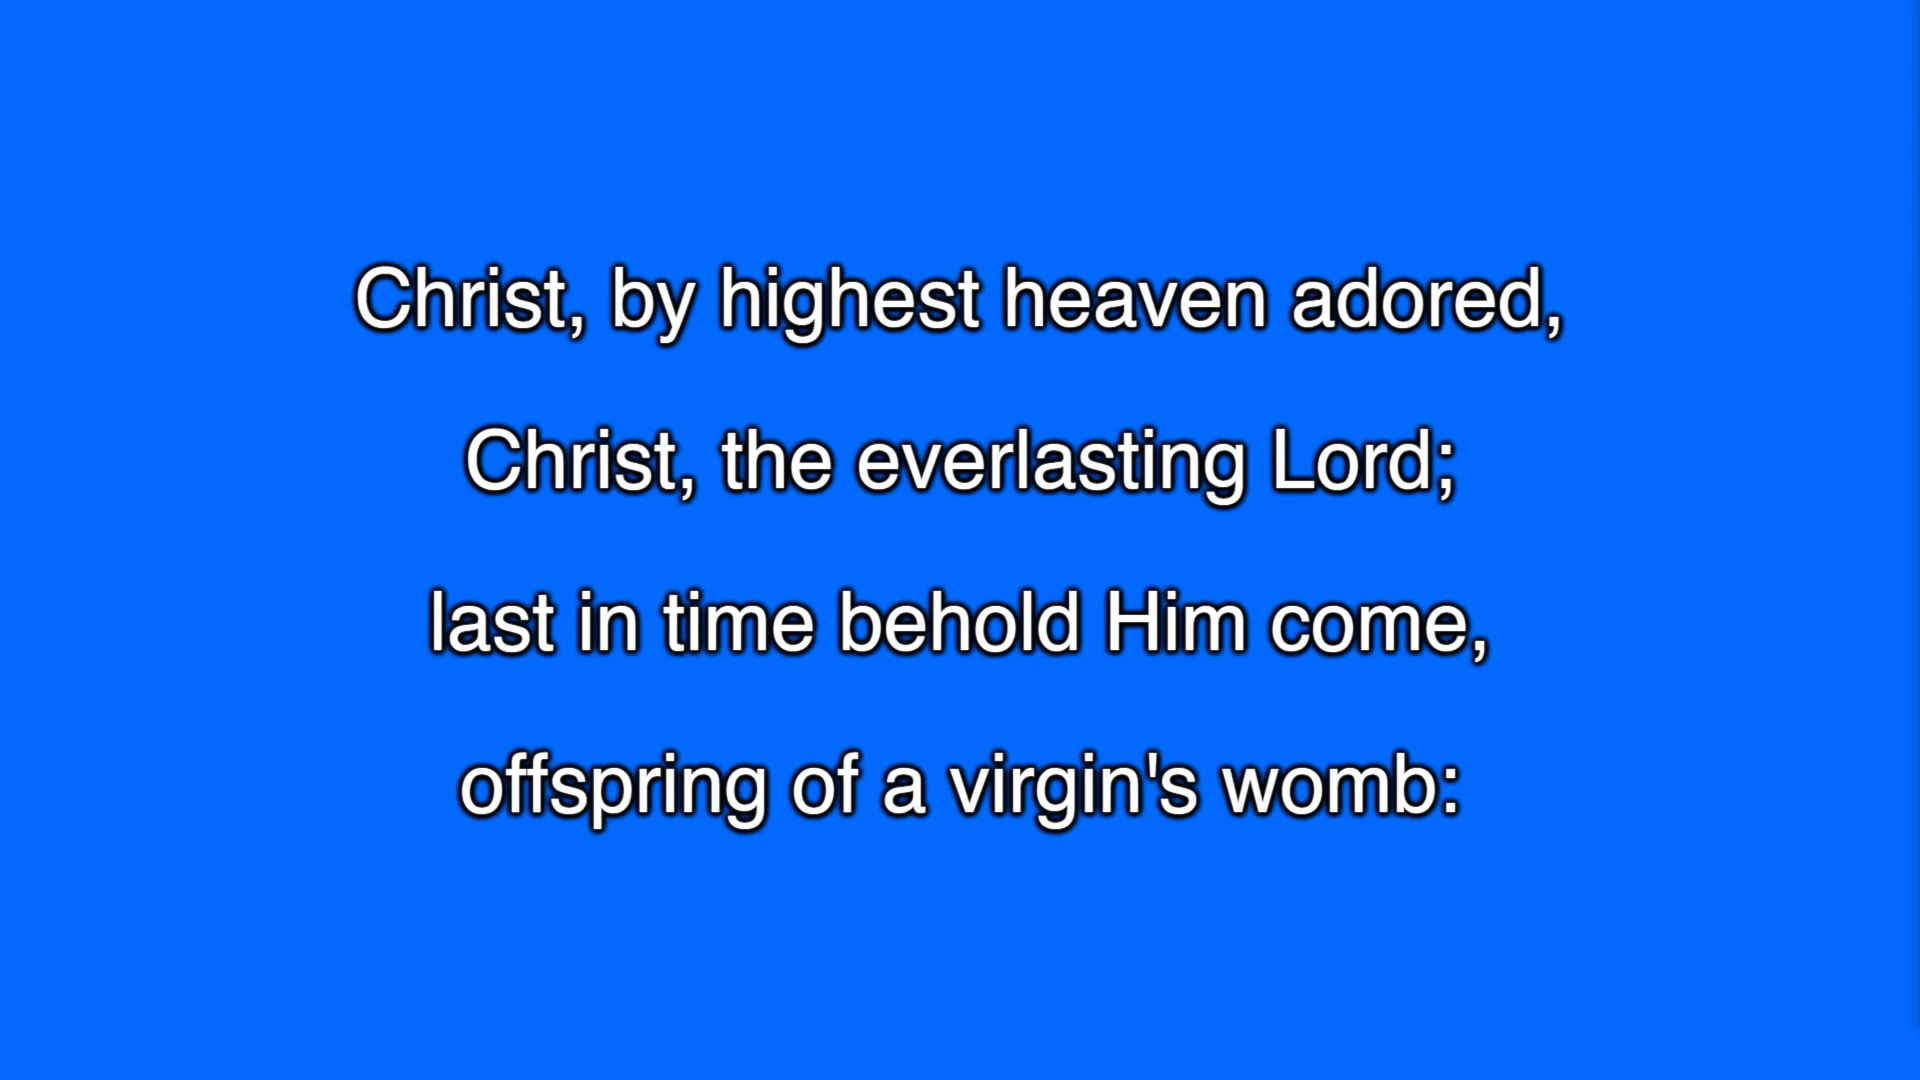 Christ, by highest heaven adored,
Christ, the everlasting Lord;
last in time behold Him come,
offspring of a virgin's womb: